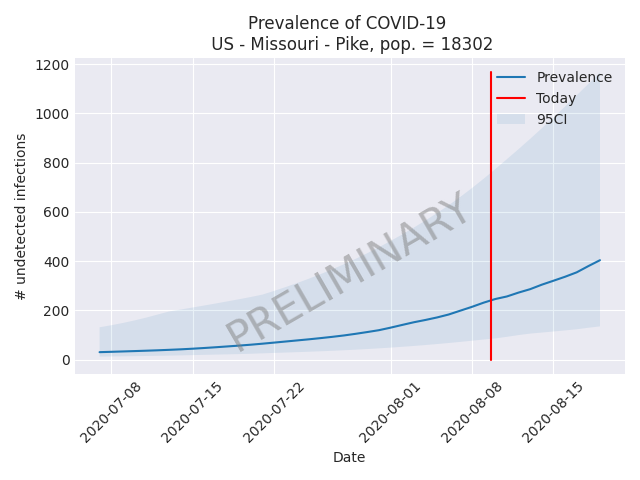 Prevalence of COVID-19
US - Missouri - Pike, pop. = 18302
1200
1000
800
600
400
200
0
# undetected infections
Prevalence
Today
95CI
PRELIMINARY
2020-07-08
2020-07-15
2020-07-22
2020-08-01
2020-08-08
2020-08-15
Date